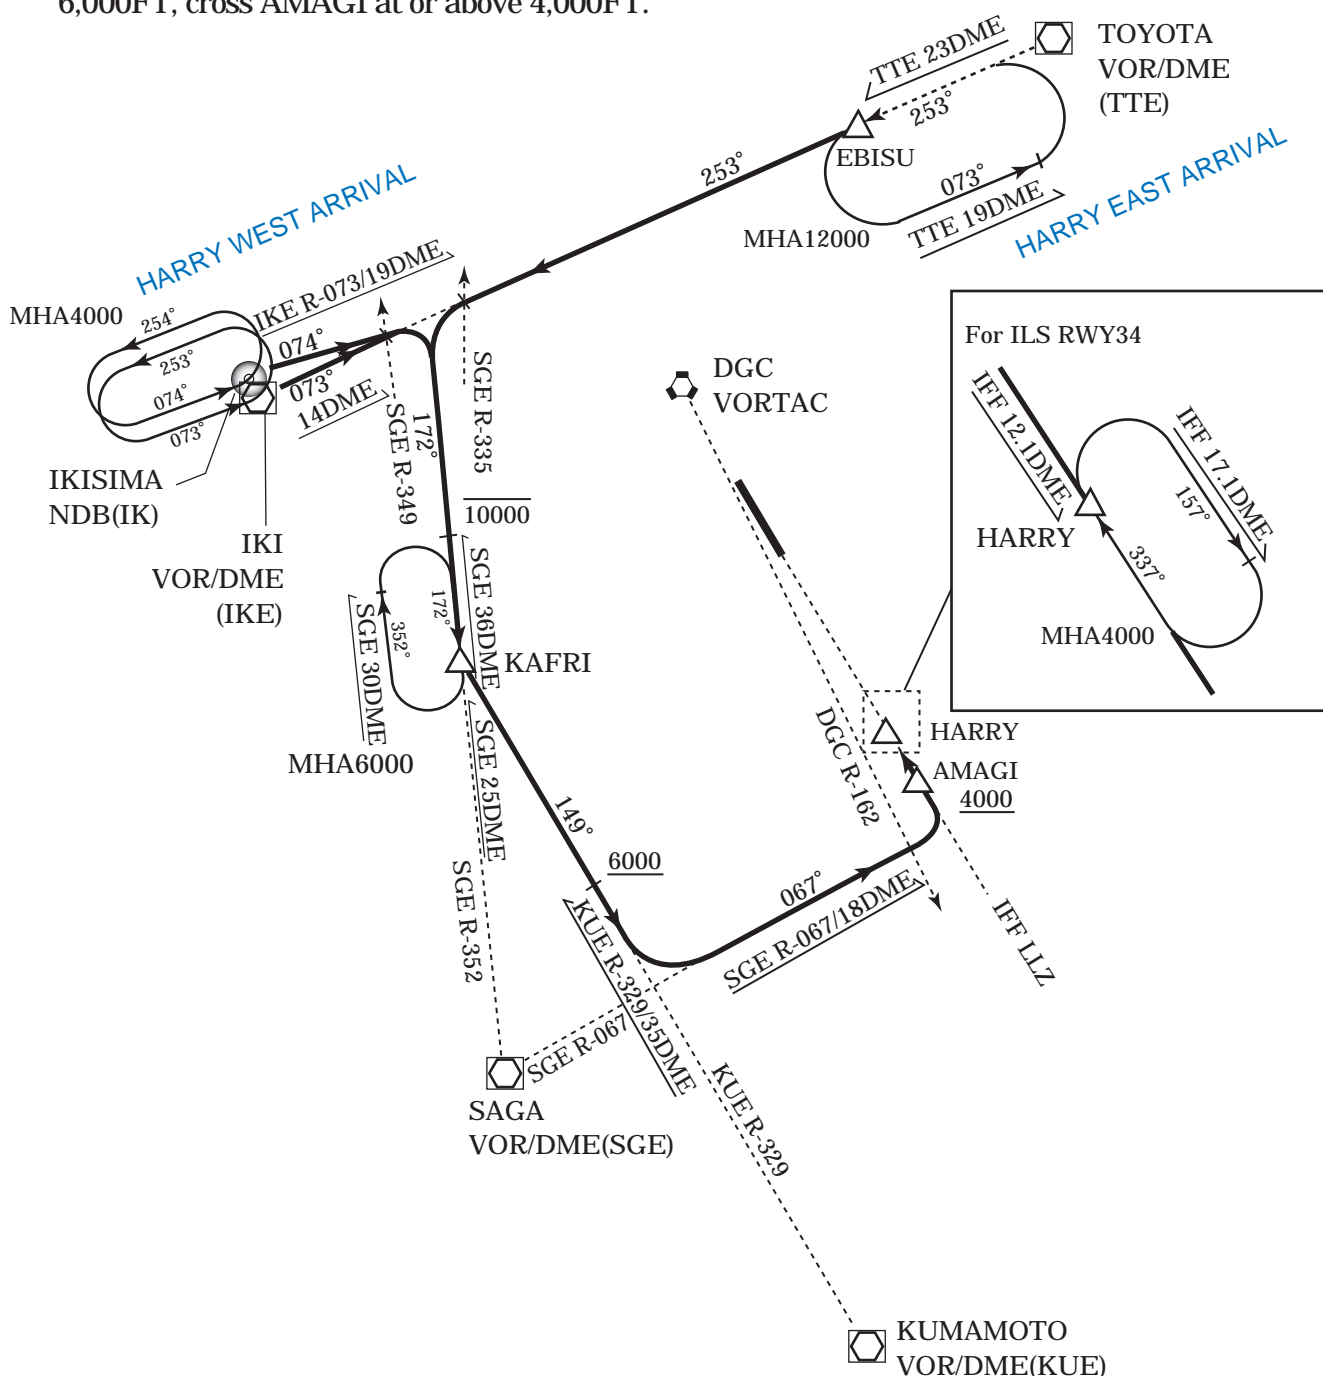 6,000FT, cross AMAGI at or above 4,000FT.
TOYOTA
VOR/DME
(TTE)
TTE 23DME
253°
EBISU
073°
TTE 19DME
MHA12000
HARRY EAST ARRIVAL
253°
HARRY WEST ARRIVAL
IKE R-073/19DME
MHA4000
254°
253°
074°
073°
074°
073°
14DME
IKISIMA
NDB(IK)
IKI
VOR/DME
(IKE)
SGE R-349
172°
SGE R-335
10000
DGC
VORTAC
For ILS RWY34
IFF 12.1DME
IFF 17.1DME
157°
HARRY
337°
MHA4000
SGE 36DME
172°
352°
SGE 30DME
KAFRI
MHA6000
SGE 25DME
SGE R-352
149°
6000
DGC R-162
HARRY
AMAGI
4000
067°
SGE R-067/18DME
IFF LLZ
KUE R-329/35DME
SGE R-067
SAGA
VOR/DME(SGE)
KUE R-329
KUMAMOTO
VOR/DME(KUE)